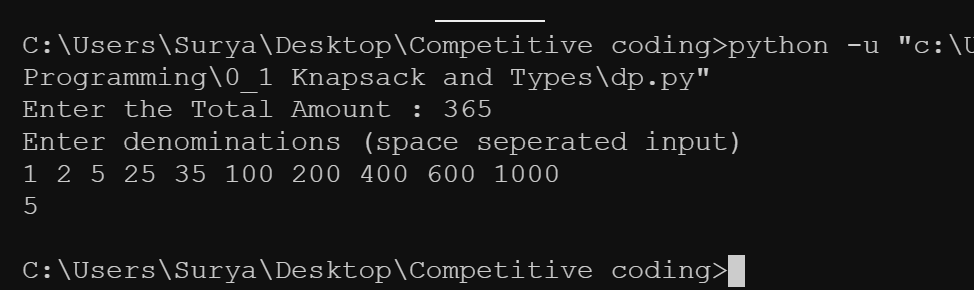 C:\Users\Surya\Desktop\Competitive coding>python -u "c:\U
Programming\0_1 Knapsack and Types\dp.py"
Enter the Total Amount : 365
Enter denominations (space seperated input)
1 2 5 25 35 100 200 400 600 1000
5
C:\Users\Surya\Desktop\Competitive coding>